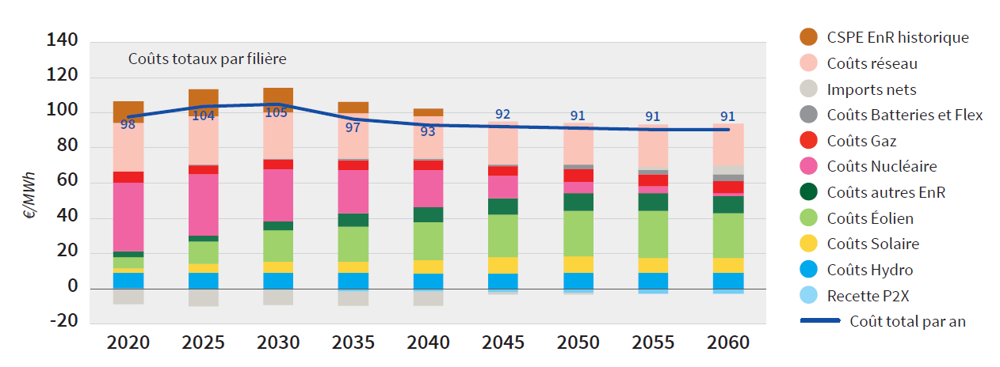 Coûts totaux par filière
€/MWh
140
120
100
80
60
40
20
0
-20
98
104
105
97
93
92
91
91
91
2020
2025
2030
2035
2040
2045
2050
2055
2060
CSPE EnR historique
Coûts réseau
Imports nets
Coûts Batteries et Flex
Coûts Gaz
Coûts Nucléaire
Coûts autres EnR
Coûts Éolien
Coûts Solaire
Coûts Hydro
Recette P2X
Coût total par an